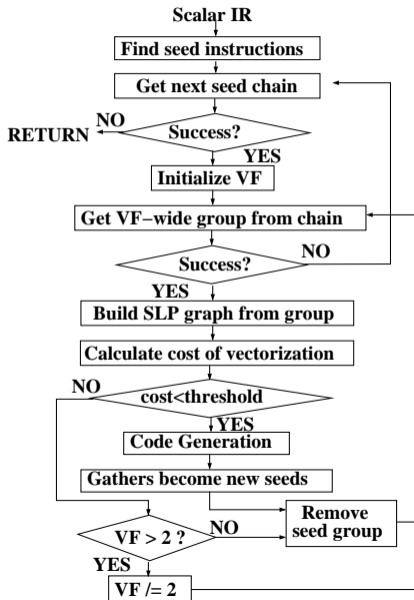 Scalar IR
Find seed instructions
Get next seed chain
NO
RETURN
Success?
YES
Initialize VF
Get VF−wide group from chain
NO
Success?
YES
Build SLP graph from group
Calculate cost of vectorization
NO
cost<threshold
YES
Code Generation
Gathers become new seeds
Remove
seed group
VF > 2 ?
NO
YES
VF /= 2